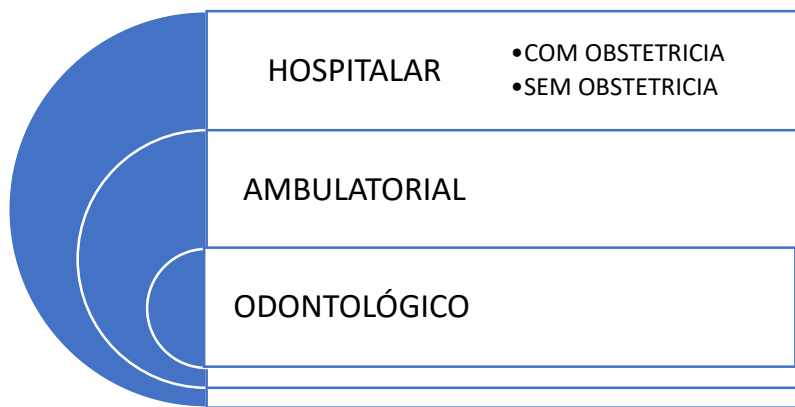 HOSPITALAR
•COM OBSTETRICIA
•SEM OBSTETRICIA
AMBULATORIAL
ODONTOLÓGICO